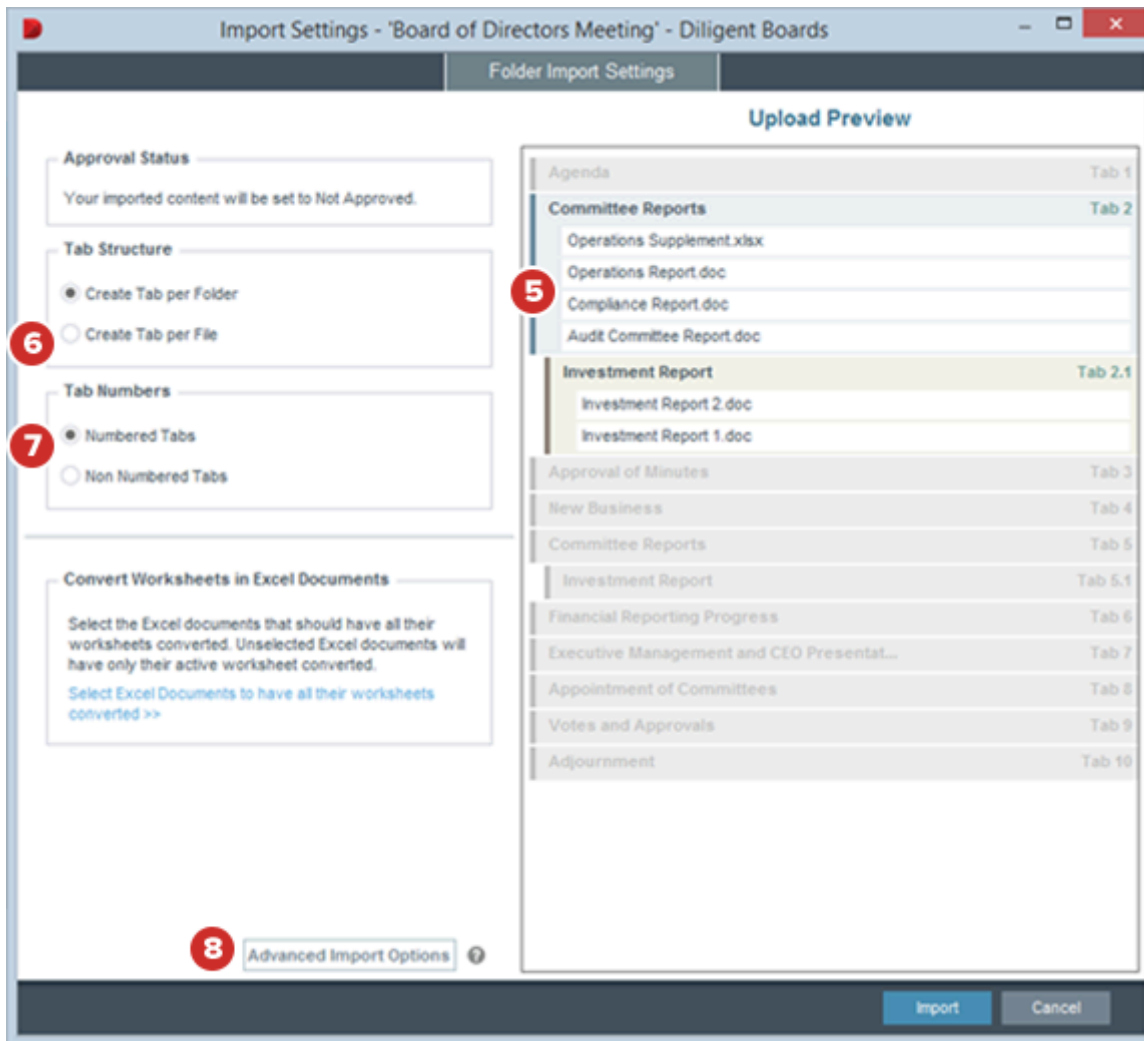 Import Settings - 'Board of Directors Meeting' - Diligent Boards
Folder Import Settings
Upload Preview
Approval Status
Your imported content will be set to Not Approved.
Tab Structure
Create Tab per Folder
6 Create Tab per File
Tab Numbers
7 Numbered Tabs
Non Numbered Tabs
Convert Worksheets in Excel Documents
Select the Excel documents that should have all their
worksheets converted. Unselected Excel documents will
have only their active worksheet converted.
Select Excel Documents to have all their worksheets
converted >>
8 Advanced Import Options ?
Agenda Tab 1
Committee Reports Tab 2
Operations Supplement.xlsx
Operations Report.doc
5
Compliance Report.doc
Audit Committee Report.doc
Investment Report Tab 2.1
Investment Report 2.doc
Investment Report 1.doc
Approval of Minutes Tab 3
New Business Tab 4
Committee Reports Tab 5
Investment Report Tab 5.1
Financial Reporting Progress Tab 6
Executive Management and CEO Presentat... Tab 7
Appointment of Committees Tab 8
Votes and Approvals Tab 9
Adjournment Tab 10
Import Cancel